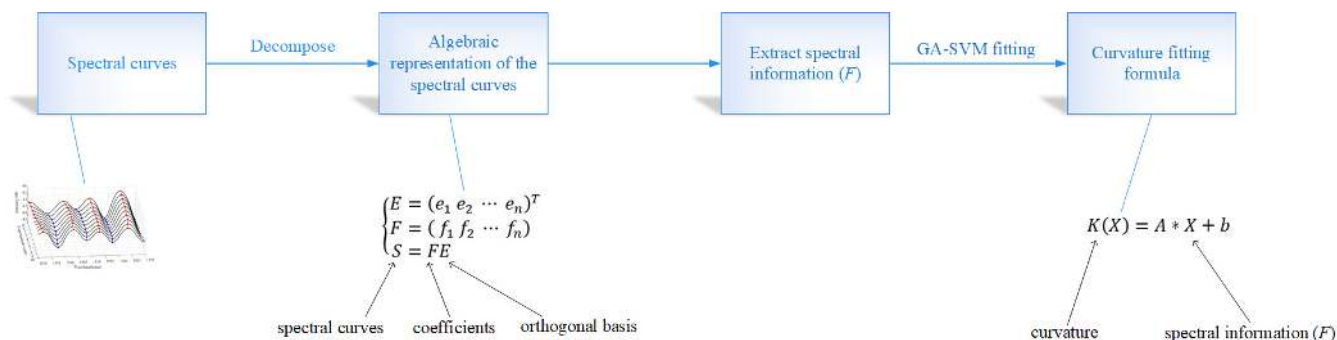 Spectral curves
Decompose
Algebraic
representation of the
spectral curves
Extract spectral
information (F)
GA-SVM fitting
Curvature fitting
formula
E = (e₁ e₂ ⋯ eₙ)ᵀ
F = (f₁ f₂ ⋯ fₙ)
S = FE
spectral curves
coefficients
orthogonal basis
K(X) = A * X + b
curvature
spectral information (F)